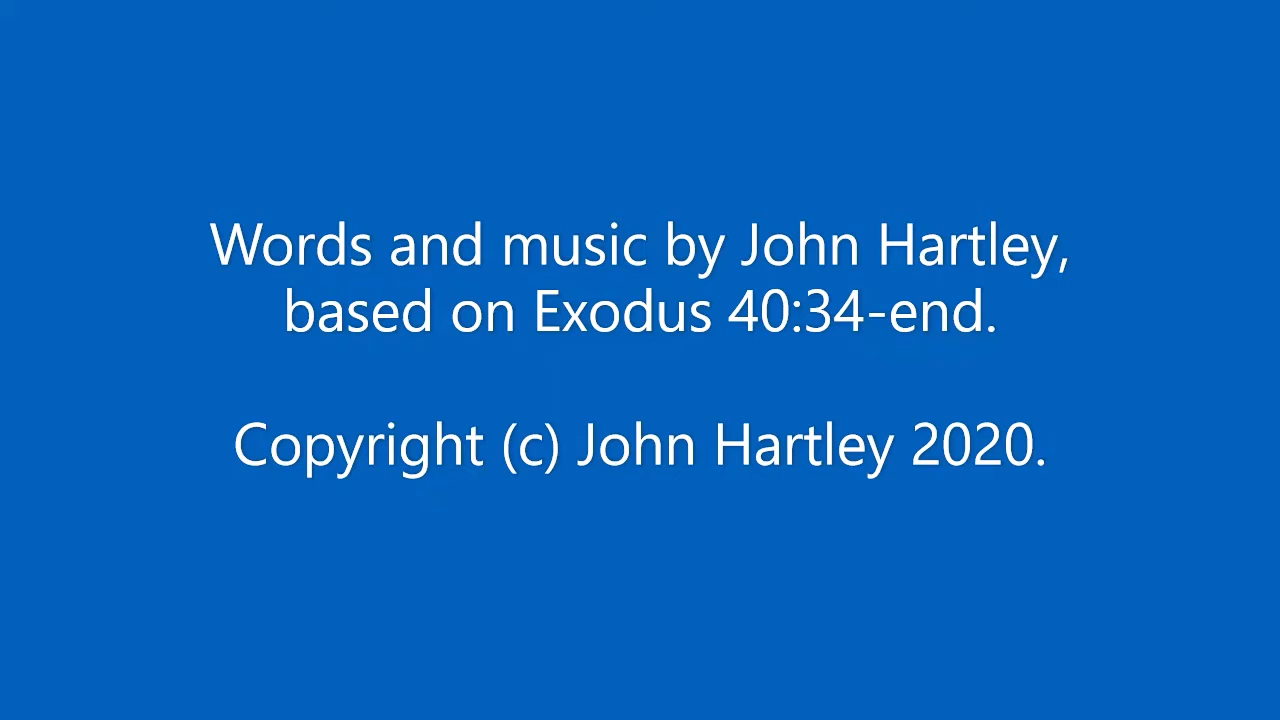 Words and music by John Hartley,
based on Exodus 40:34-end.
Copyright (c) John Hartley 2020.